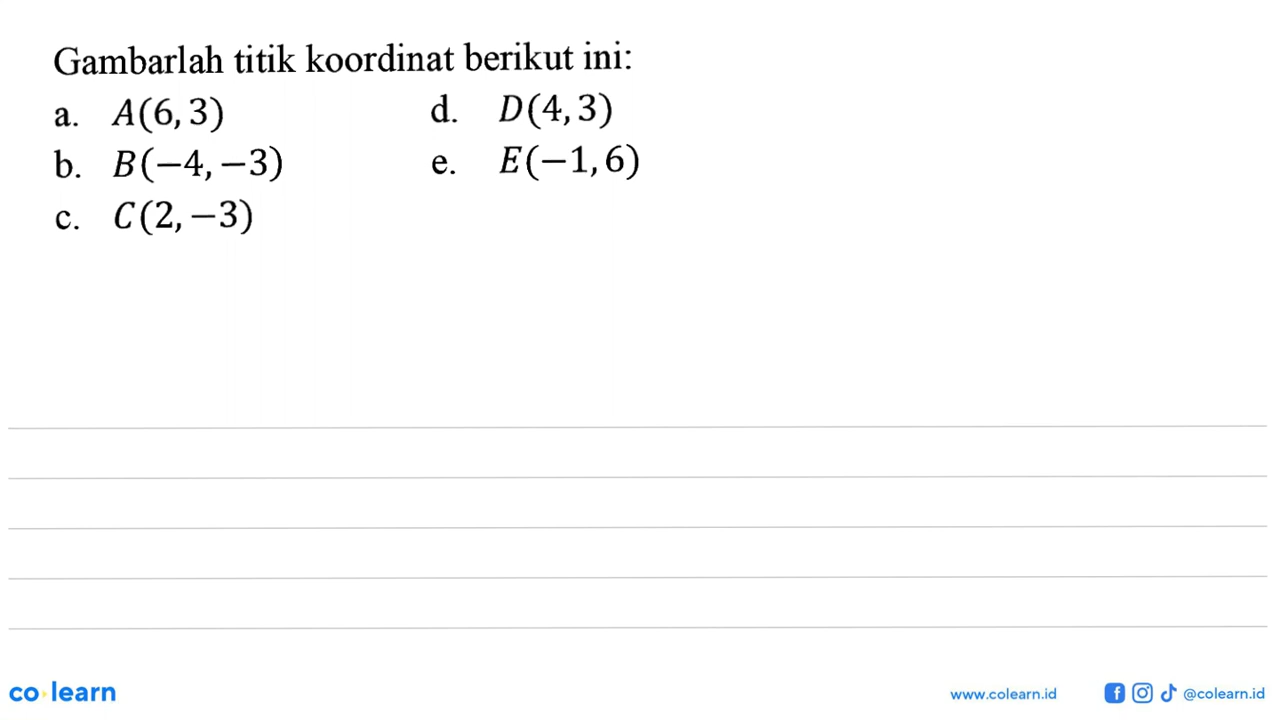 Gambarlah titik koordinat berikut ini:
a. A(6, 3) d. D(4, 3)
b. B(−4, −3) e. E(−1, 6)
c. C(2, −3)
co learn www.colearn.id @colearn.id